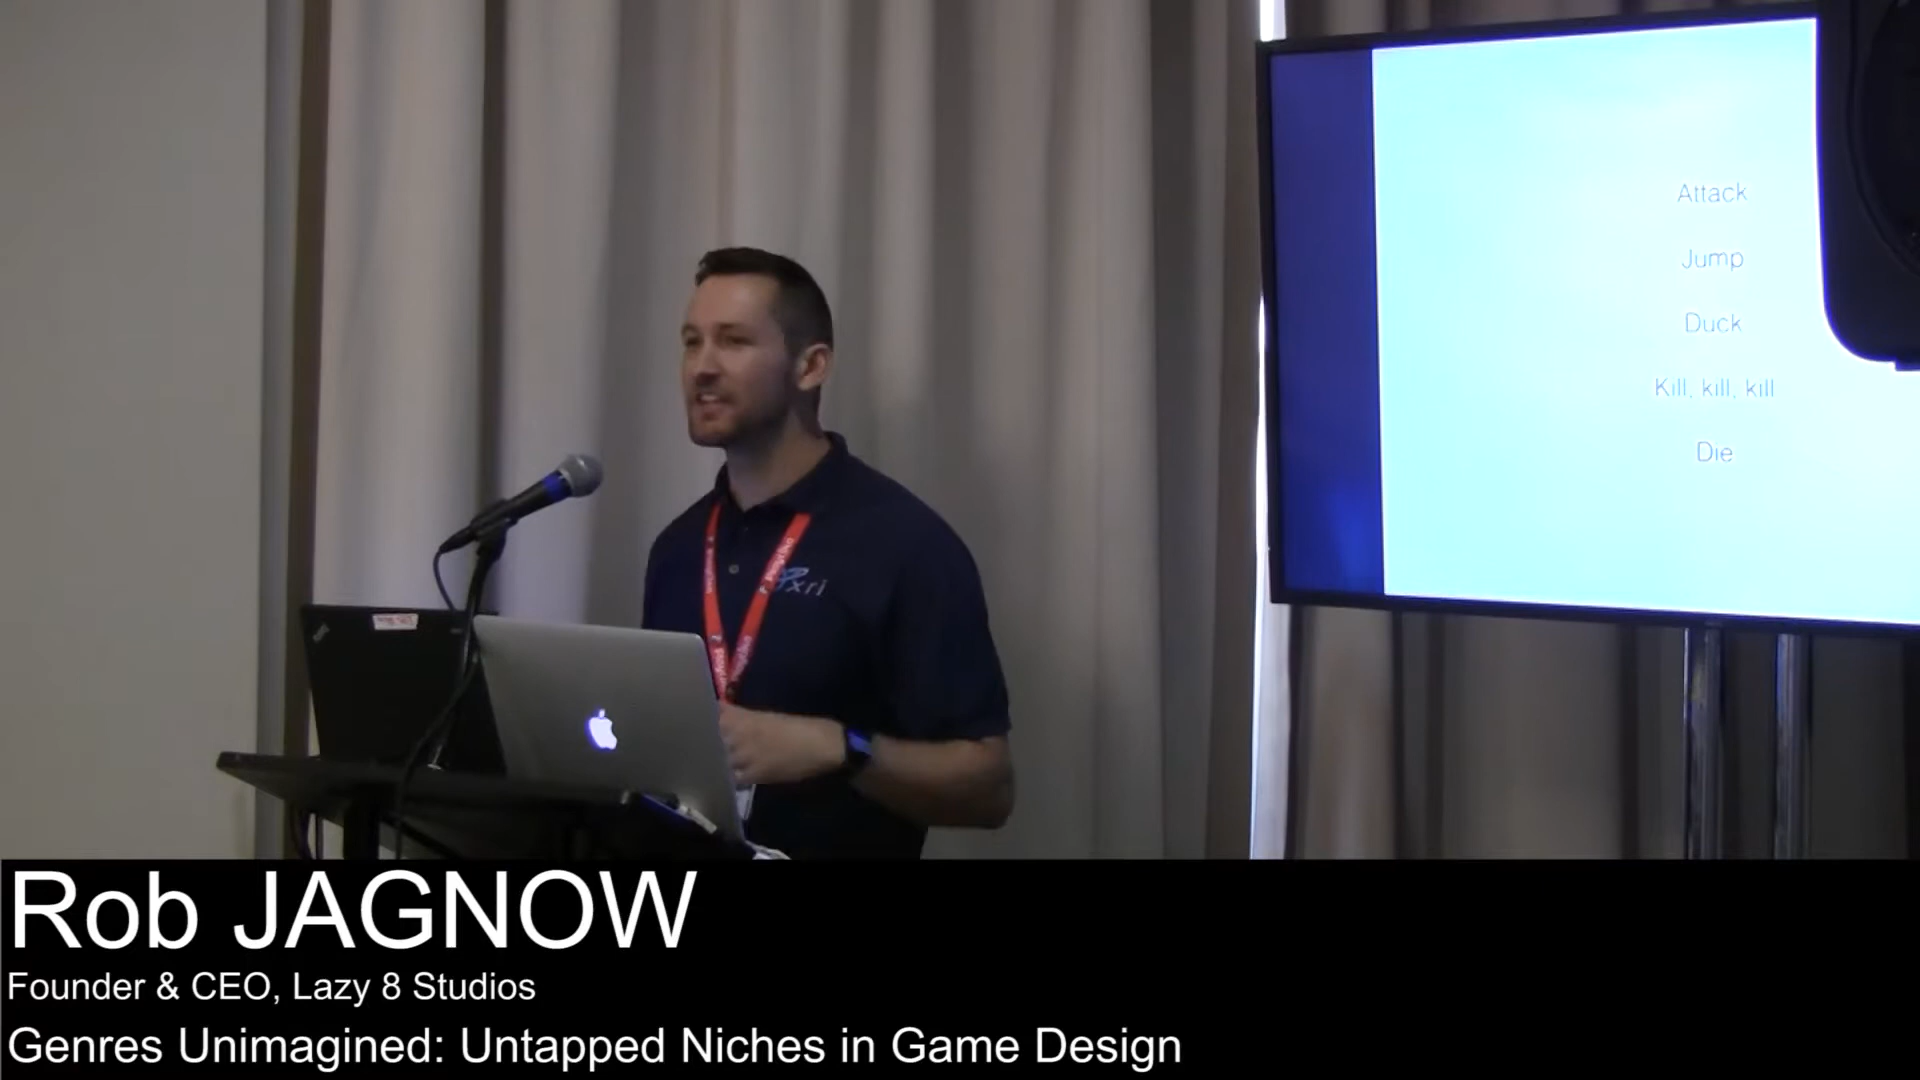 Attack
Jump
Duck
Kill, kill, kill
Die
xri
Rob JAGNOW
Founder & CEO, Lazy 8 Studios
Genres Unimagined: Untapped Niches in Game Design